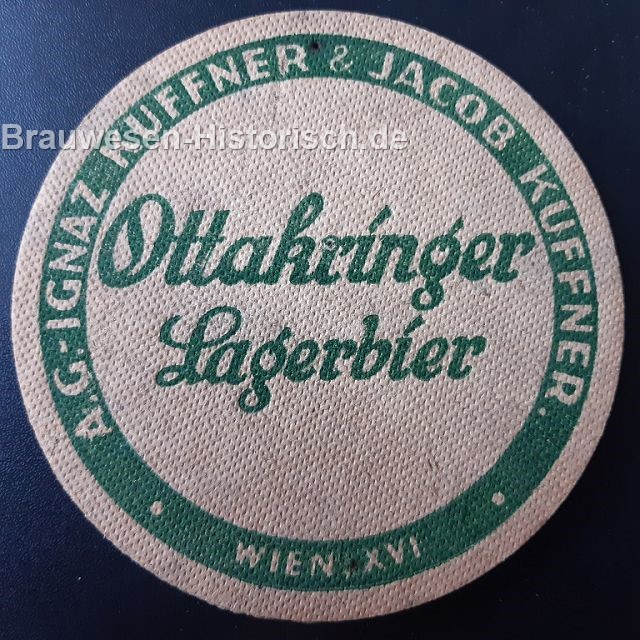 A.G.-IGNAZ KUFFNER & JACOB KUFFNER.
Brauwesen-Historisch.de
Ottakringer
Lagerbier
• WIEN, XVI •